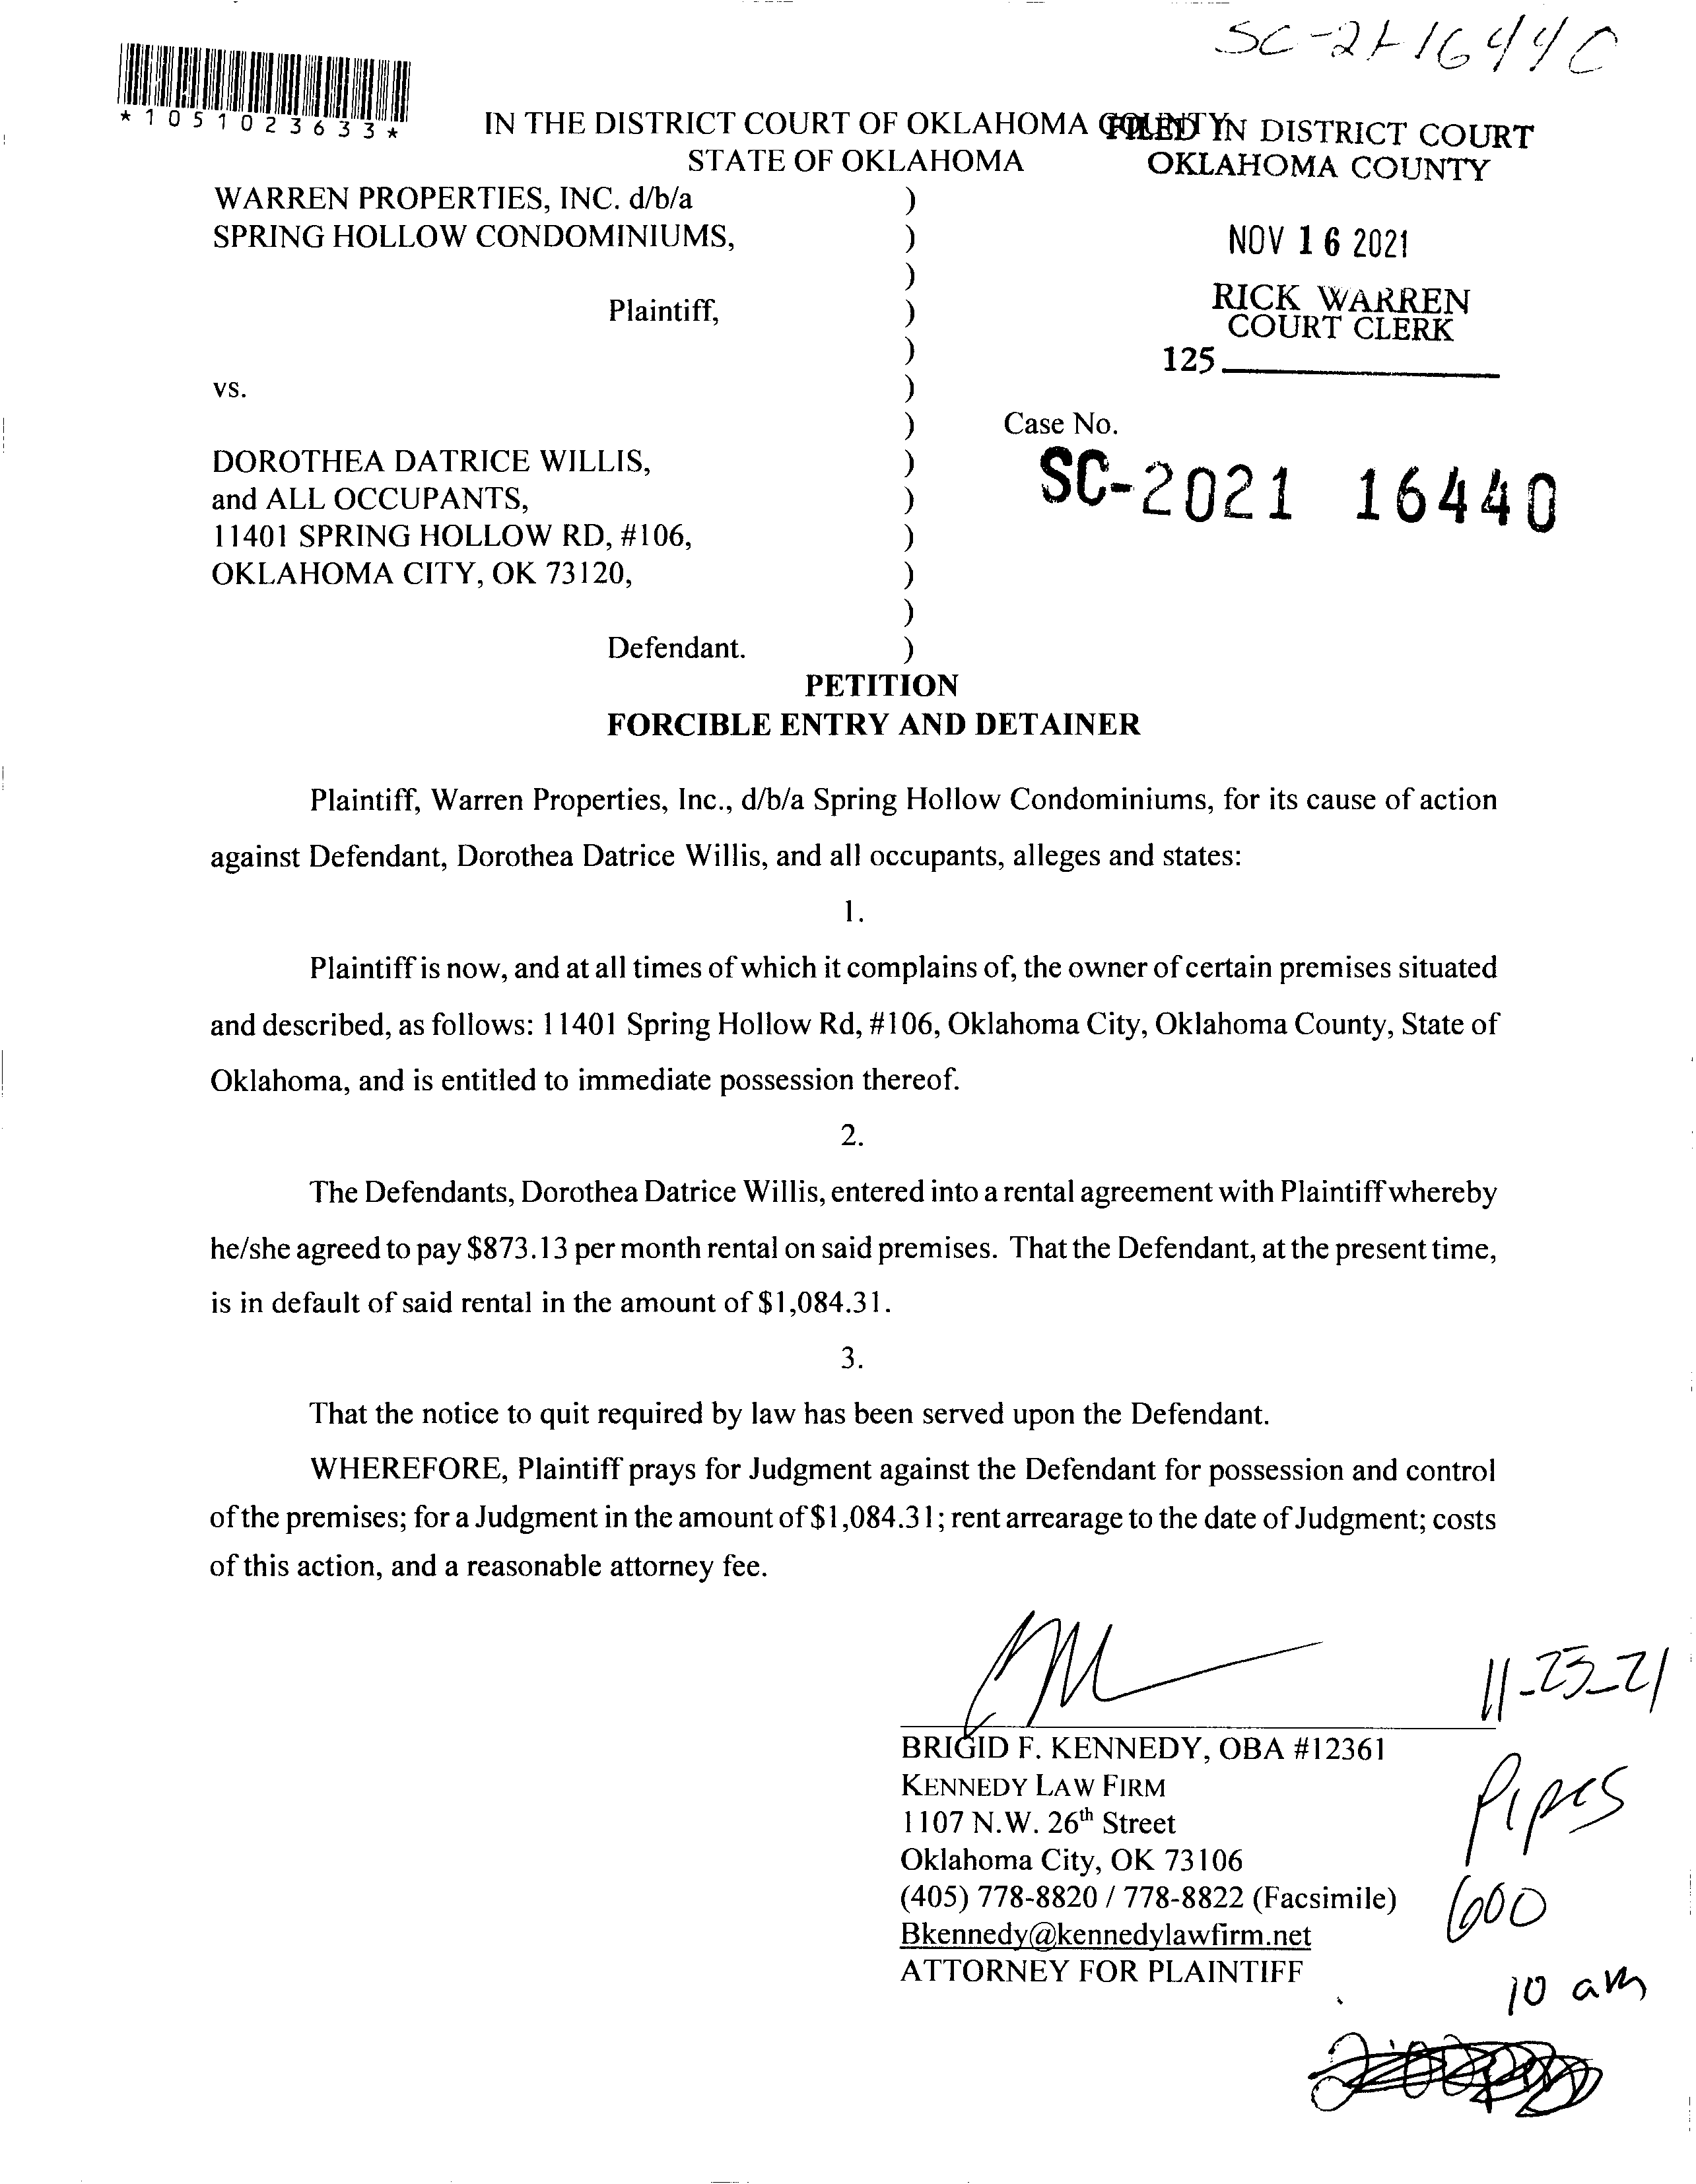 SC-21-16440
*1051023633*
IN THE DISTRICT COURT OF OKLAHOMA COUNTY
STATE OF OKLAHOMA
FILED IN DISTRICT COURT
OKLAHOMA COUNTY
NOV 16 2021
RICK WARREN
COURT CLERK
125
WARREN PROPERTIES, INC. d/b/a )
SPRING HOLLOW CONDOMINIUMS, )
)
Plaintiff, )
)
vs. )
)
DOROTHEA DATRICE WILLIS, )
and ALL OCCUPANTS, )
11401 SPRING HOLLOW RD, #106, )
OKLAHOMA CITY, OK 73120, )
)
Defendant. )
Case No.
SC-2021 16440
PETITION
FORCIBLE ENTRY AND DETAINER
Plaintiff, Warren Properties, Inc., d/b/a Spring Hollow Condominiums, for its cause of action
against Defendant, Dorothea Datrice Willis, and all occupants, alleges and states:
1.
Plaintiff is now, and at all times of which it complains of, the owner of certain premises situated
and described, as follows: 11401 Spring Hollow Rd, #106, Oklahoma City, Oklahoma County, State of
Oklahoma, and is entitled to immediate possession thereof.
2.
The Defendants, Dorothea Datrice Willis, entered into a rental agreement with Plaintiff whereby
he/she agreed to pay $873.13 per month rental on said premises. That the Defendant, at the present time,
is in default of said rental in the amount of $1,084.31.
3.
That the notice to quit required by law has been served upon the Defendant.
WHEREFORE, Plaintiff prays for Judgment against the Defendant for possession and control
of the premises; for a Judgment in the amount of $1,084.31; rent arrearage to the date of Judgment; costs
of this action, and a reasonable attorney fee.
BRIGID F. KENNEDY, OBA #12361
KENNEDY LAW FIRM
1107 N.W. 26th Street
Oklahoma City, OK 73106
(405) 778-8820 / 778-8822 (Facsimile)
Bkennedy@kennedylawfirm.net
ATTORNEY FOR PLAINTIFF
11-23-21
Pipes
600
10 am